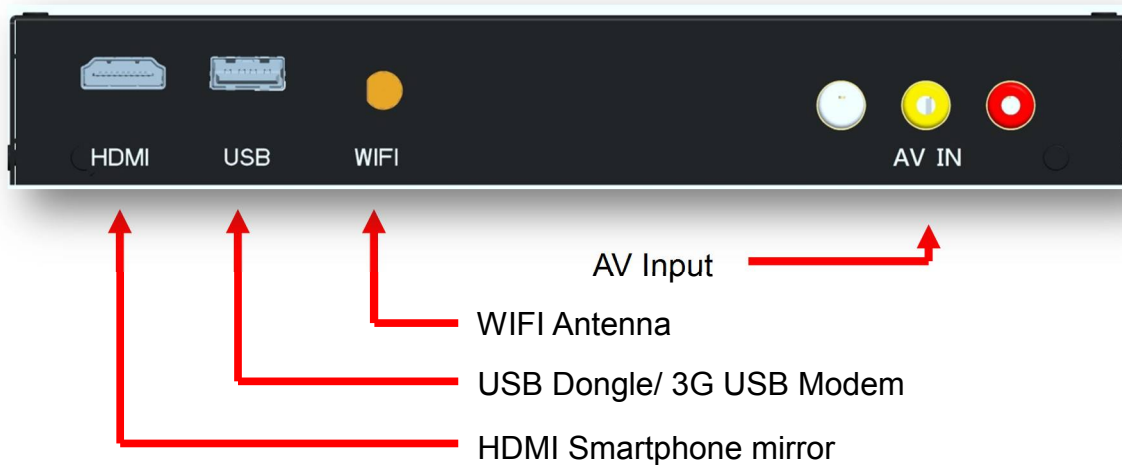 HDMI USB WIFI AV IN
AV Input
WIFI Antenna
USB Dongle/ 3G USB Modem
HDMI Smartphone mirror